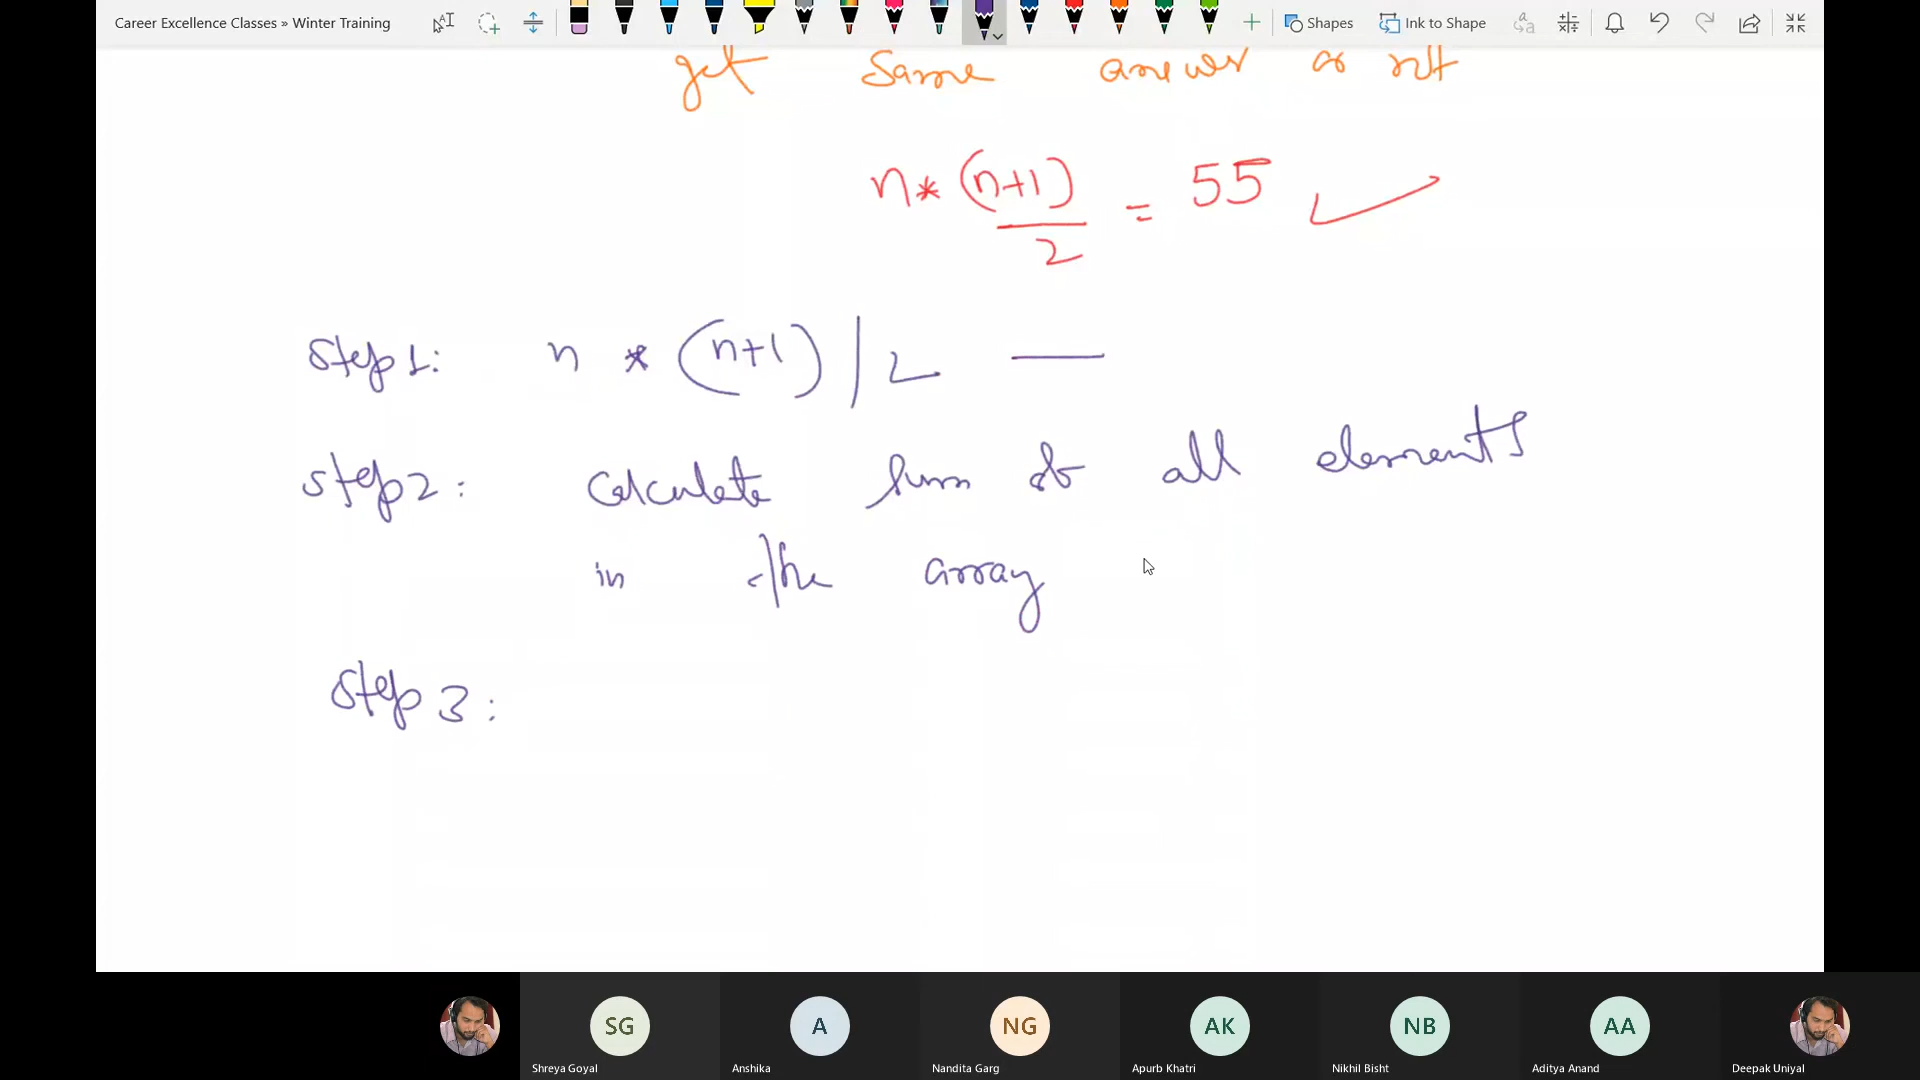 Career Excellence Classes » Winter Training
Shapes
Ink to Shape
get same answer or not
n* (n+1)
2
= 55
Step 1: n * (n+1) / 2 —
Step 2: Calculate sum of all elements
in the array
Step 3:
SG
A
NG
AK
NB
AA
Shreya Goyal
Anshika
Nandita Garg
Apurb Khatri
Nikhil Bisht
Aditya Anand
Deepak Uniyal